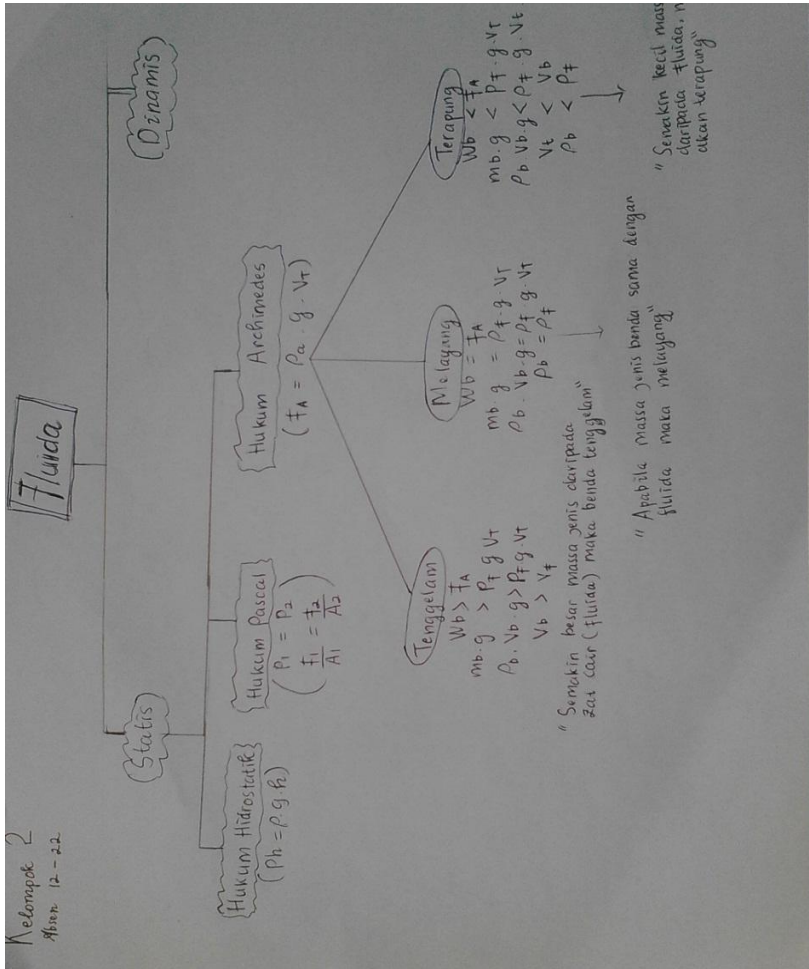 Kelompok 2
Absen 12 - 22
Fluida
Statis
Dinamis
Hukum Hidrostatik
(Ph = ρ.g.h)
Hukum Pascal
(P1 = P2
F1/A1 = F2/A2)
Hukum Archimedes
(FA = ρa . g . VT)
Tenggelam
Wb > FA
mb.g > ρf g VT
ρb. Vb.g > ρf g.VT
Vb > Vf
"Semakin besar massa jenis daripada
zat cair (fluida) maka benda tenggelam"
Melayang
Wb = FA
mb.g = ρf.g.VT
ρb. Vb.g = ρf g.VT
ρb = ρf
"Apabila massa jenis benda sama dengan
fluida maka melayang"
Terapung
Wb < FA
mb.g < ρf.g.VT
ρb Vb.g < ρf.g.Vt.
Vt < Vb
ρb < ρf
"Semakin kecil mass
daripada fluida, n
akan terapung"